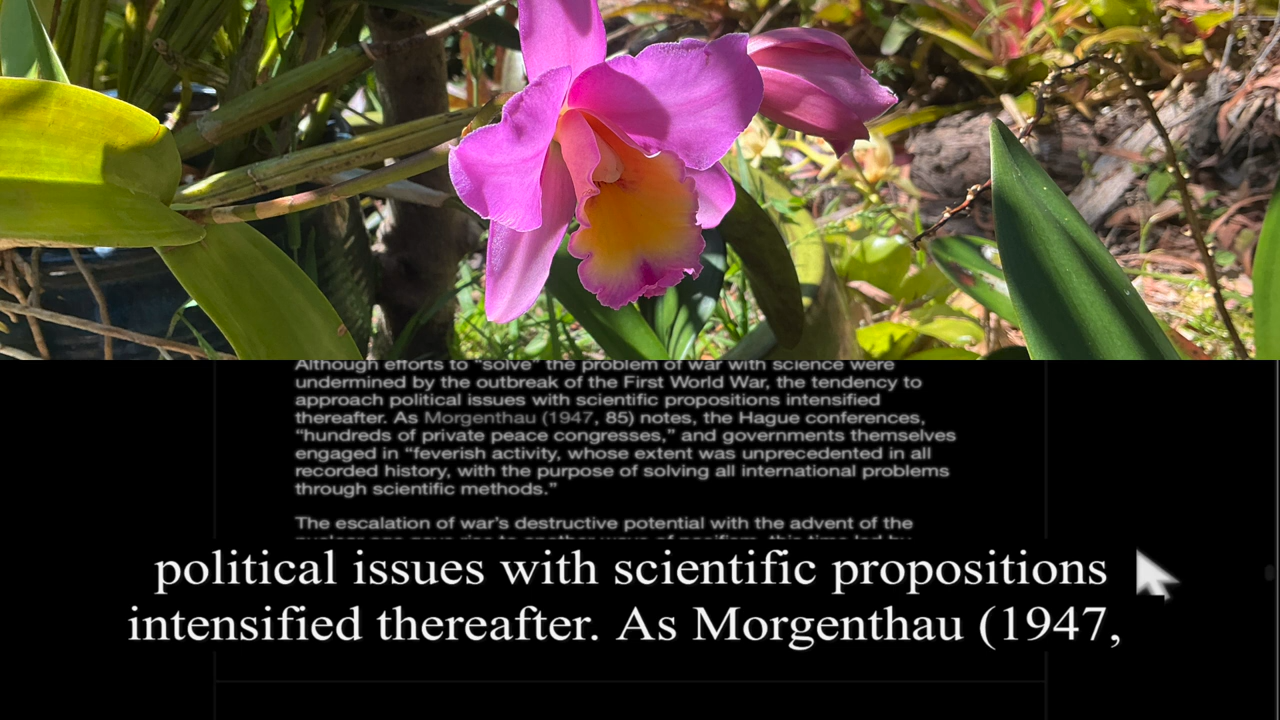 Although efforts to “solve” the problem of war with science were
undermined by the outbreak of the First World War, the tendency to
approach political issues with scientific propositions intensified
thereafter. As Morgenthau (1947, 85) notes, the Hague conferences,
“hundreds of private peace congresses,” and governments themselves
engaged in “feverish activity, whose extent was unprecedented in all
recorded history, with the purpose of solving all international problems
through scientific methods.”
The escalation of war’s destructive potential with the advent of the
political issues with scientific propositions
intensified thereafter. As Morgenthau (1947,